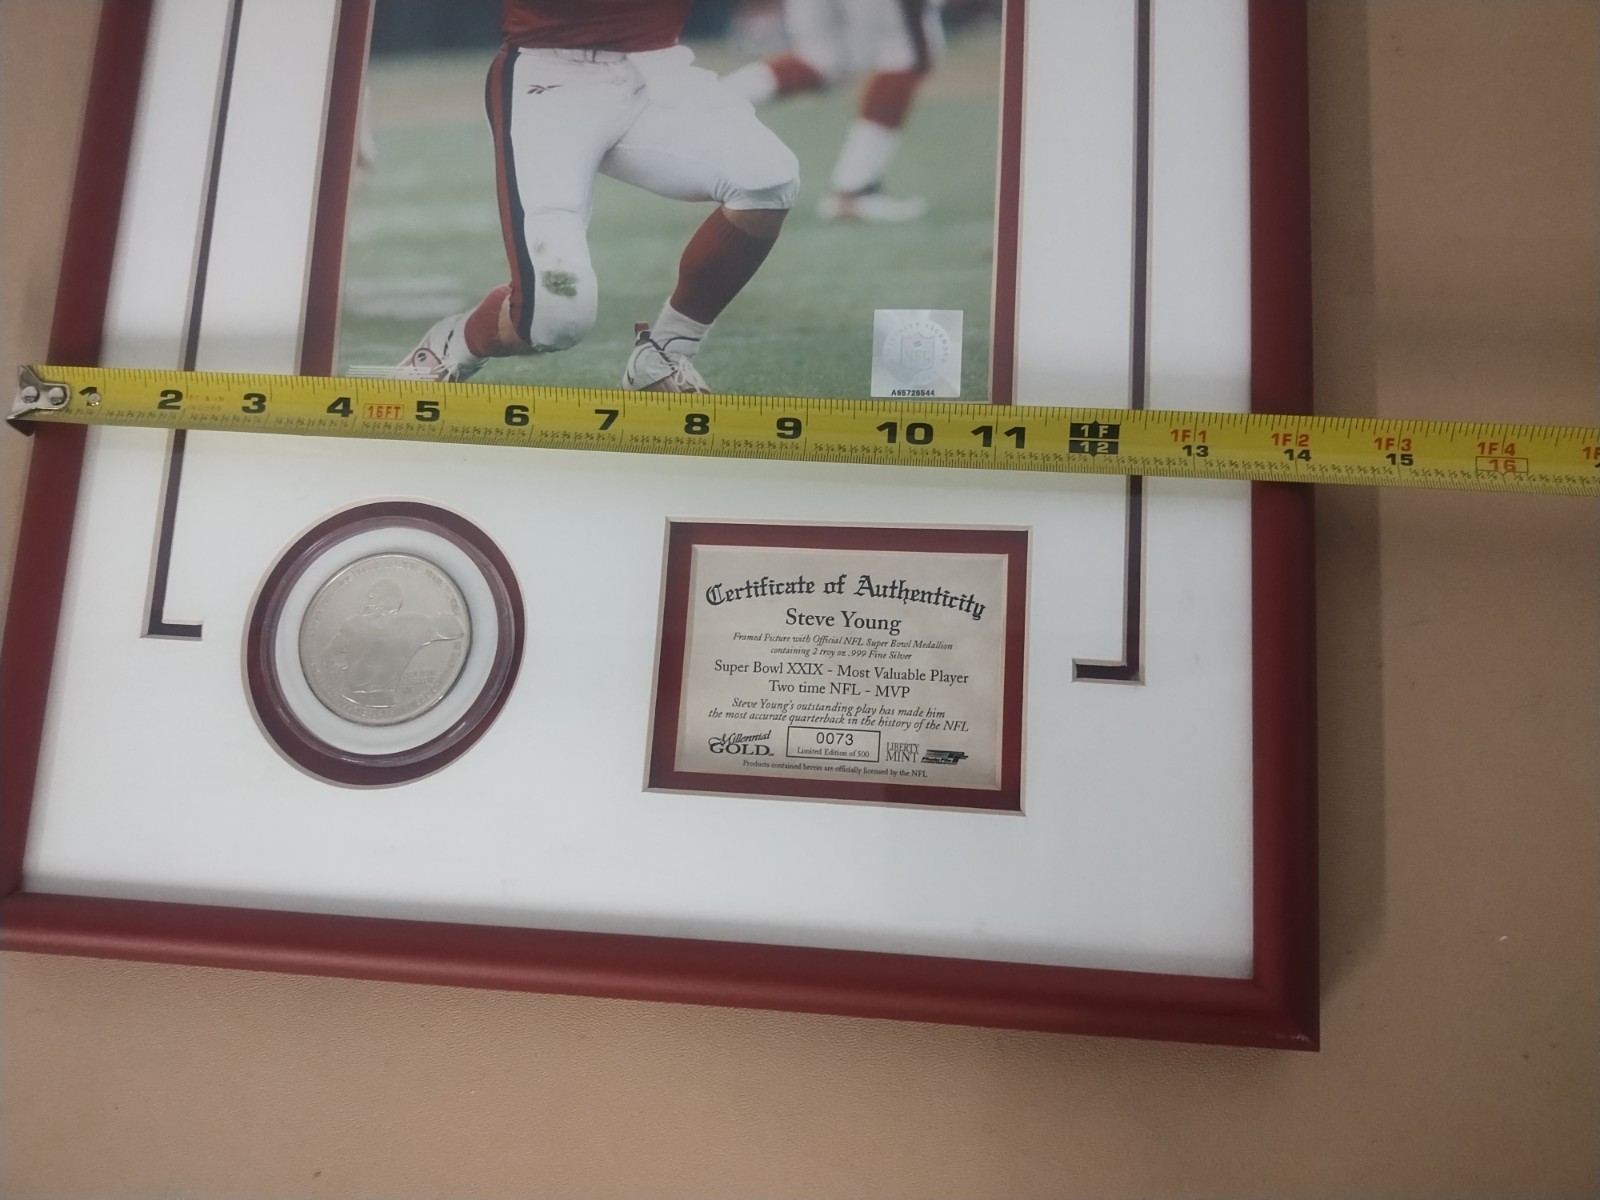 NFL
A65728544
1 2 3 4 16FT 5 6 7 8 9 10 11 1F 12 1F1 13 1F2 14 1F3 15 1F4 16 1F
Certificate of Authenticity
Steve Young
Framed Picture with Official NFL Super Bowl Medallion
containing 2 troy oz .999 Fine Silver
Super Bowl XXIX - Most Valuable Player
Two time NFL - MVP
Steve Young's outstanding play has made him
the most accurate quarterback in the history of the NFL
Millennial
GOLD
0073
Limited Edition of 500
LIBERTY
MINT
Products contained herein are officially licensed by the NFL